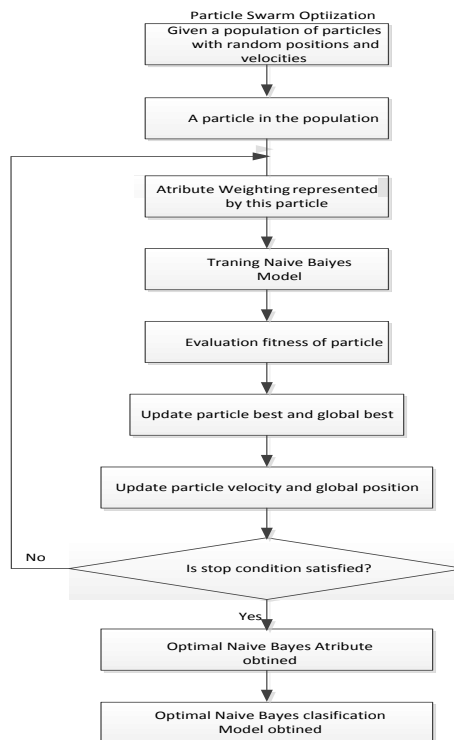 Particle Swarm Optiization
Given a population of particles
with random positions and
velocities
A particle in the population
Atribute Weighting represented
by this particle
Traning Naive Baiyes
Model
Evaluation fitness of particle
Update particle best and global best
Update particle velocity and global position
No
Is stop condition satisfied?
Yes
Optimal Naive Bayes Atribute
obtined
Optimal Naive Bayes clasification
Model obtined